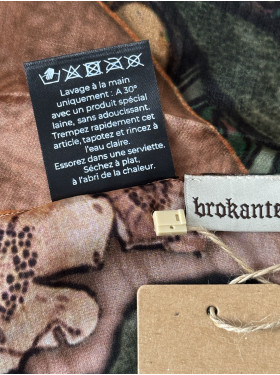 Lavage à la main
uniquement : A 30°
avec un produit spécial
laine, sans adoucissant.
Trempez rapidement cet
article, tapotez et rincez à
l'eau claire.
Essorez dans une serviette.
Séchez à plat,
à l'abri de la chaleur.
brokante